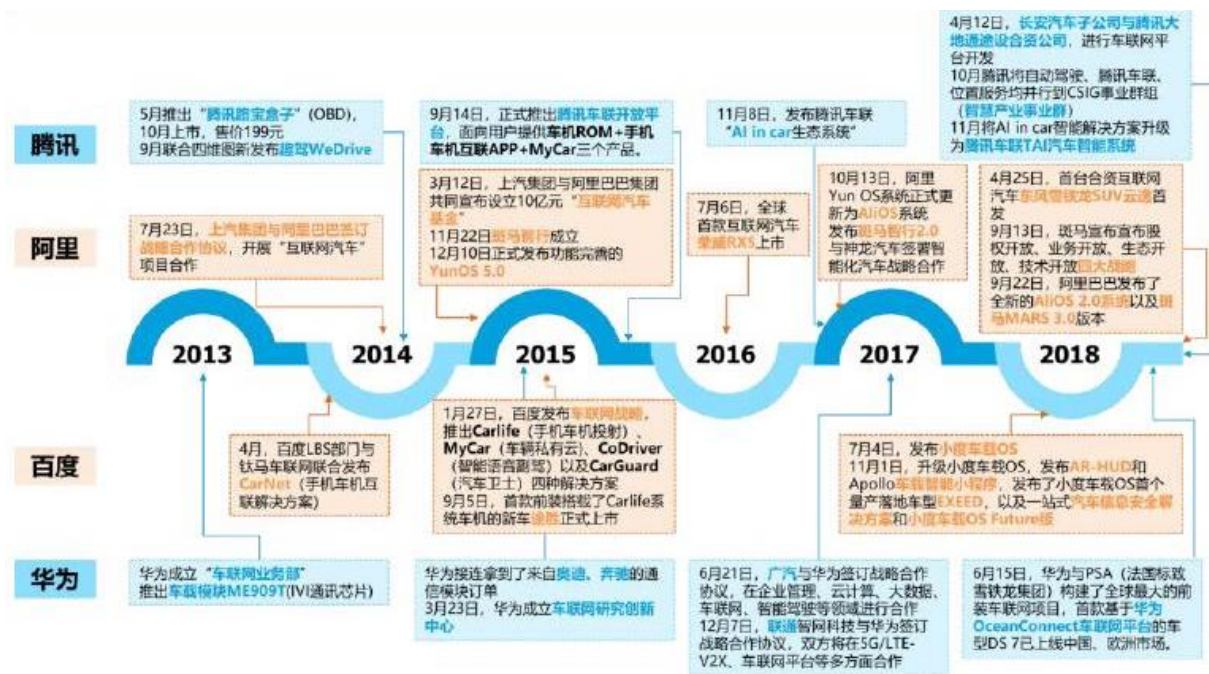 4月12日，长安汽车子公司与腾讯大
地通途设合资公司，进行车联网平
台开发
10月腾讯将自动驾驶、腾讯车联、
位置服务均并行到CSIG事业群组
（智慧产业事业群）
11月将AI in car智能解决方案升级
为腾讯车联TAI汽车智能系统
腾讯
5月推出“腾讯路宝盒子”(OBD)，
10月上市，售价199元
9月联合四维图新发布趣驾WeDrive
9月14日，正式推出腾讯车联开放平
台，面向用户提供车机ROM+手机
车机互联APP+MyCar三个产品。
11月8日，发布腾讯车联
“AI in car生态系统”
阿里
7月23日，上汽集团与阿里巴巴签订
战略合作协议，开展“互联网汽车”
项目合作
3月12日，上汽集团与阿里巴巴集团
共同宣布设立10亿元“互联网汽车
基金”
11月22日斑马智行成立
12月10日正式发布功能完善的
YunOS 5.0
7月6日，全球
首款互联网汽车
荣威RX5上市
10月13日，阿里
Yun OS系统正式更
新为AliOS系统
发布斑马智行2.0
与神龙汽车签署智
能化汽车战略合作
4月25日，首台合资互联网
汽车东风雪铁龙SUV云逸首
发
9月13日，斑马宣布宣布股
权开放、业务开放、生态开
放、技术开放四大战略
9月22日，阿里巴巴发布了
全新的AliOS 2.0系统以及斑
马MARS 3.0版本
2013
2014
2015
2016
2017
2018
百度
4月，百度LBS部门与
钛马车联网联合发布
CarNet（手机车机互
联解决方案）
1月27日，百度发布车联网战略，
推出Carlife（手机车机投射）、
MyCar（车辆私有云）、CoDriver
（智能语音副驾）以及CarGuard
（汽车卫士）四种解决方案
9月5日，首款前装搭载了Carlife系
统车机的新车途胜正式上市
7月4日，发布小度车载OS
11月1日，升级小度车载OS，发布AR-HUD和
Apollo车载智能小程序，发布了小度车载OS首个
量产落地车型EXEED，以及一站式汽车信息安全解
决方案和小度车载OS Future版
华为
华为成立“车联网业务部”
推出车载模块ME909T(IVI通讯芯片)
华为接连拿到了来自奥迪、奔驰的通
信模块订单
3月23日，华为成立车联网研究创新
中心
6月21日，广汽与华为签订战略合作
协议，在企业管理、云计算、大数据、
车联网、智能驾驶等领域进行合作
12月7日，联通智网科技与华为签订
战略合作协议，双方将在5G/LTE-
V2X、车联网平台等多方面合作
6月15日，华为与PSA（法国标致
雪铁龙集团）构建了全球最大的前
装车联网项目，首款基于华为
OceanConnect车联网平台的车
型DS 7已上线中国、欧洲市场。